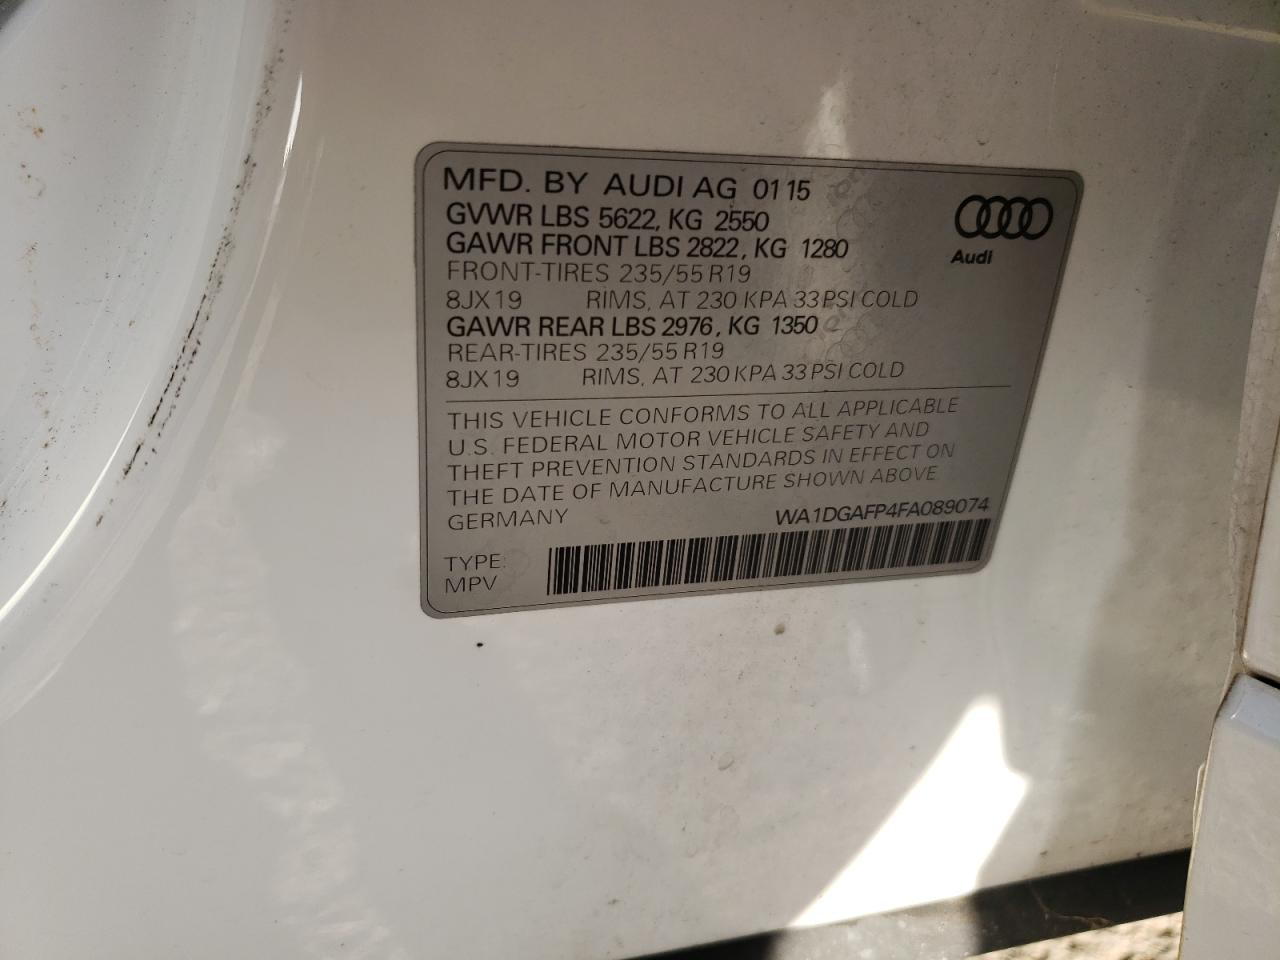 MFD. BY AUDI AG 01 15
GVWR LBS 5622, KG 2550
GAWR FRONT LBS 2822, KG 1280
FRONT-TIRES 235/55 R19
8JX19 RIMS, AT 230 KPA 33 PSI COLD
GAWR REAR LBS 2976, KG 1350
REAR-TIRES 235/55 R19
8JX19 RIMS, AT 230 KPA 33 PSI COLD
Audi
THIS VEHICLE CONFORMS TO ALL APPLICABLE
U.S. FEDERAL MOTOR VEHICLE SAFETY AND
THEFT PREVENTION STANDARDS IN EFFECT ON
THE DATE OF MANUFACTURE SHOWN ABOVE
GERMANY WA1DGAFP4FA089074
TYPE:
MPV